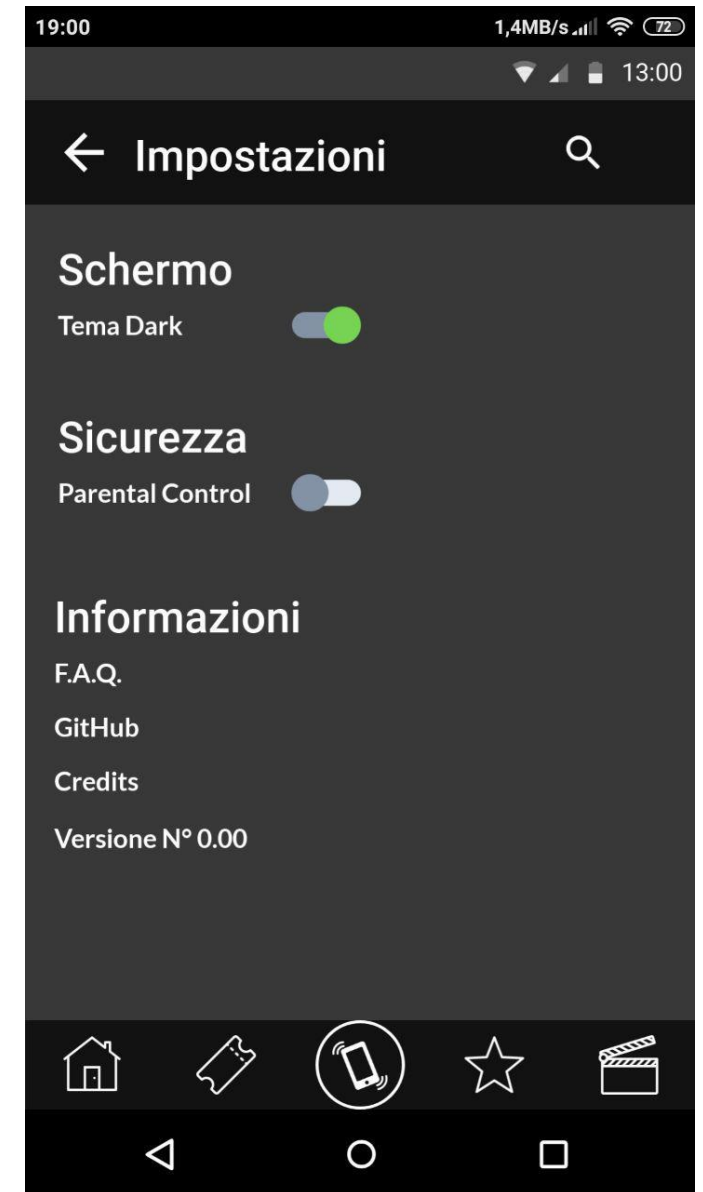 19:00 1,4MB/s 72
13:00
Impostazioni
Schermo
Tema Dark
Sicurezza
Parental Control
Informazioni
F.A.Q.
GitHub
Credits
Versione N° 0.00